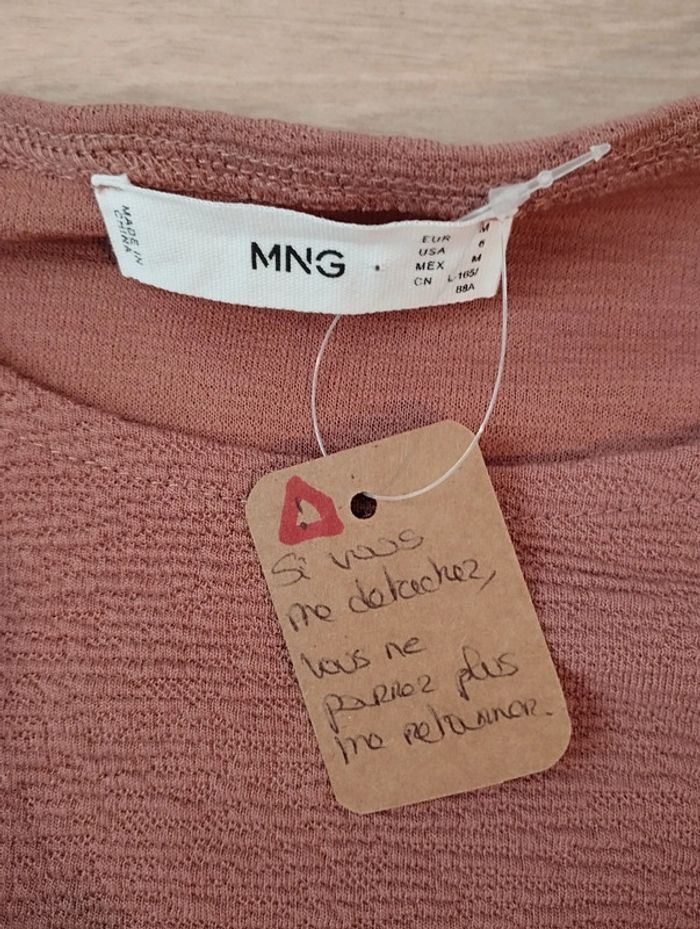 MADE IN
CHINA
MNG
EUR M
USA 6
MEX M
CN L-165/
88A
!
Si vous
me detachez,
vous ne
pourrez plus
me retourner.